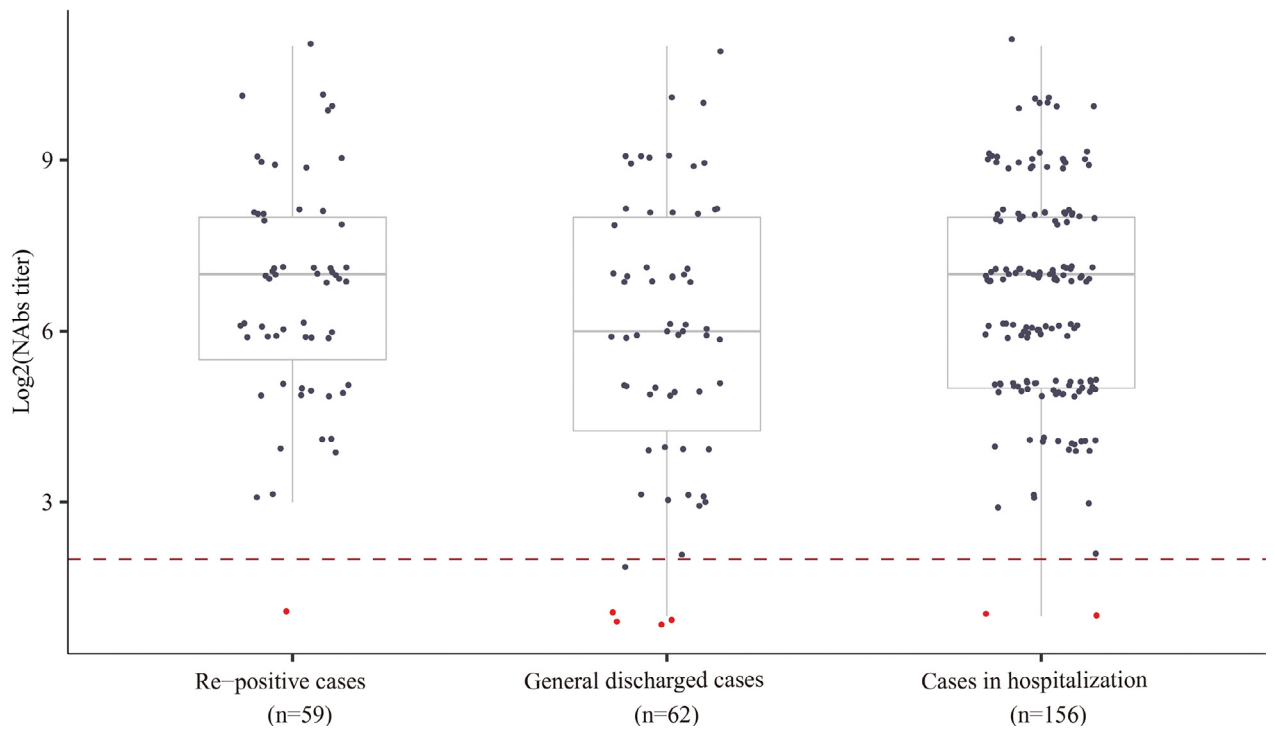 Log2(NAbs titer)
9
6
3
Re−positive cases
(n=59)
General discharged cases
(n=62)
Cases in hospitalization
(n=156)